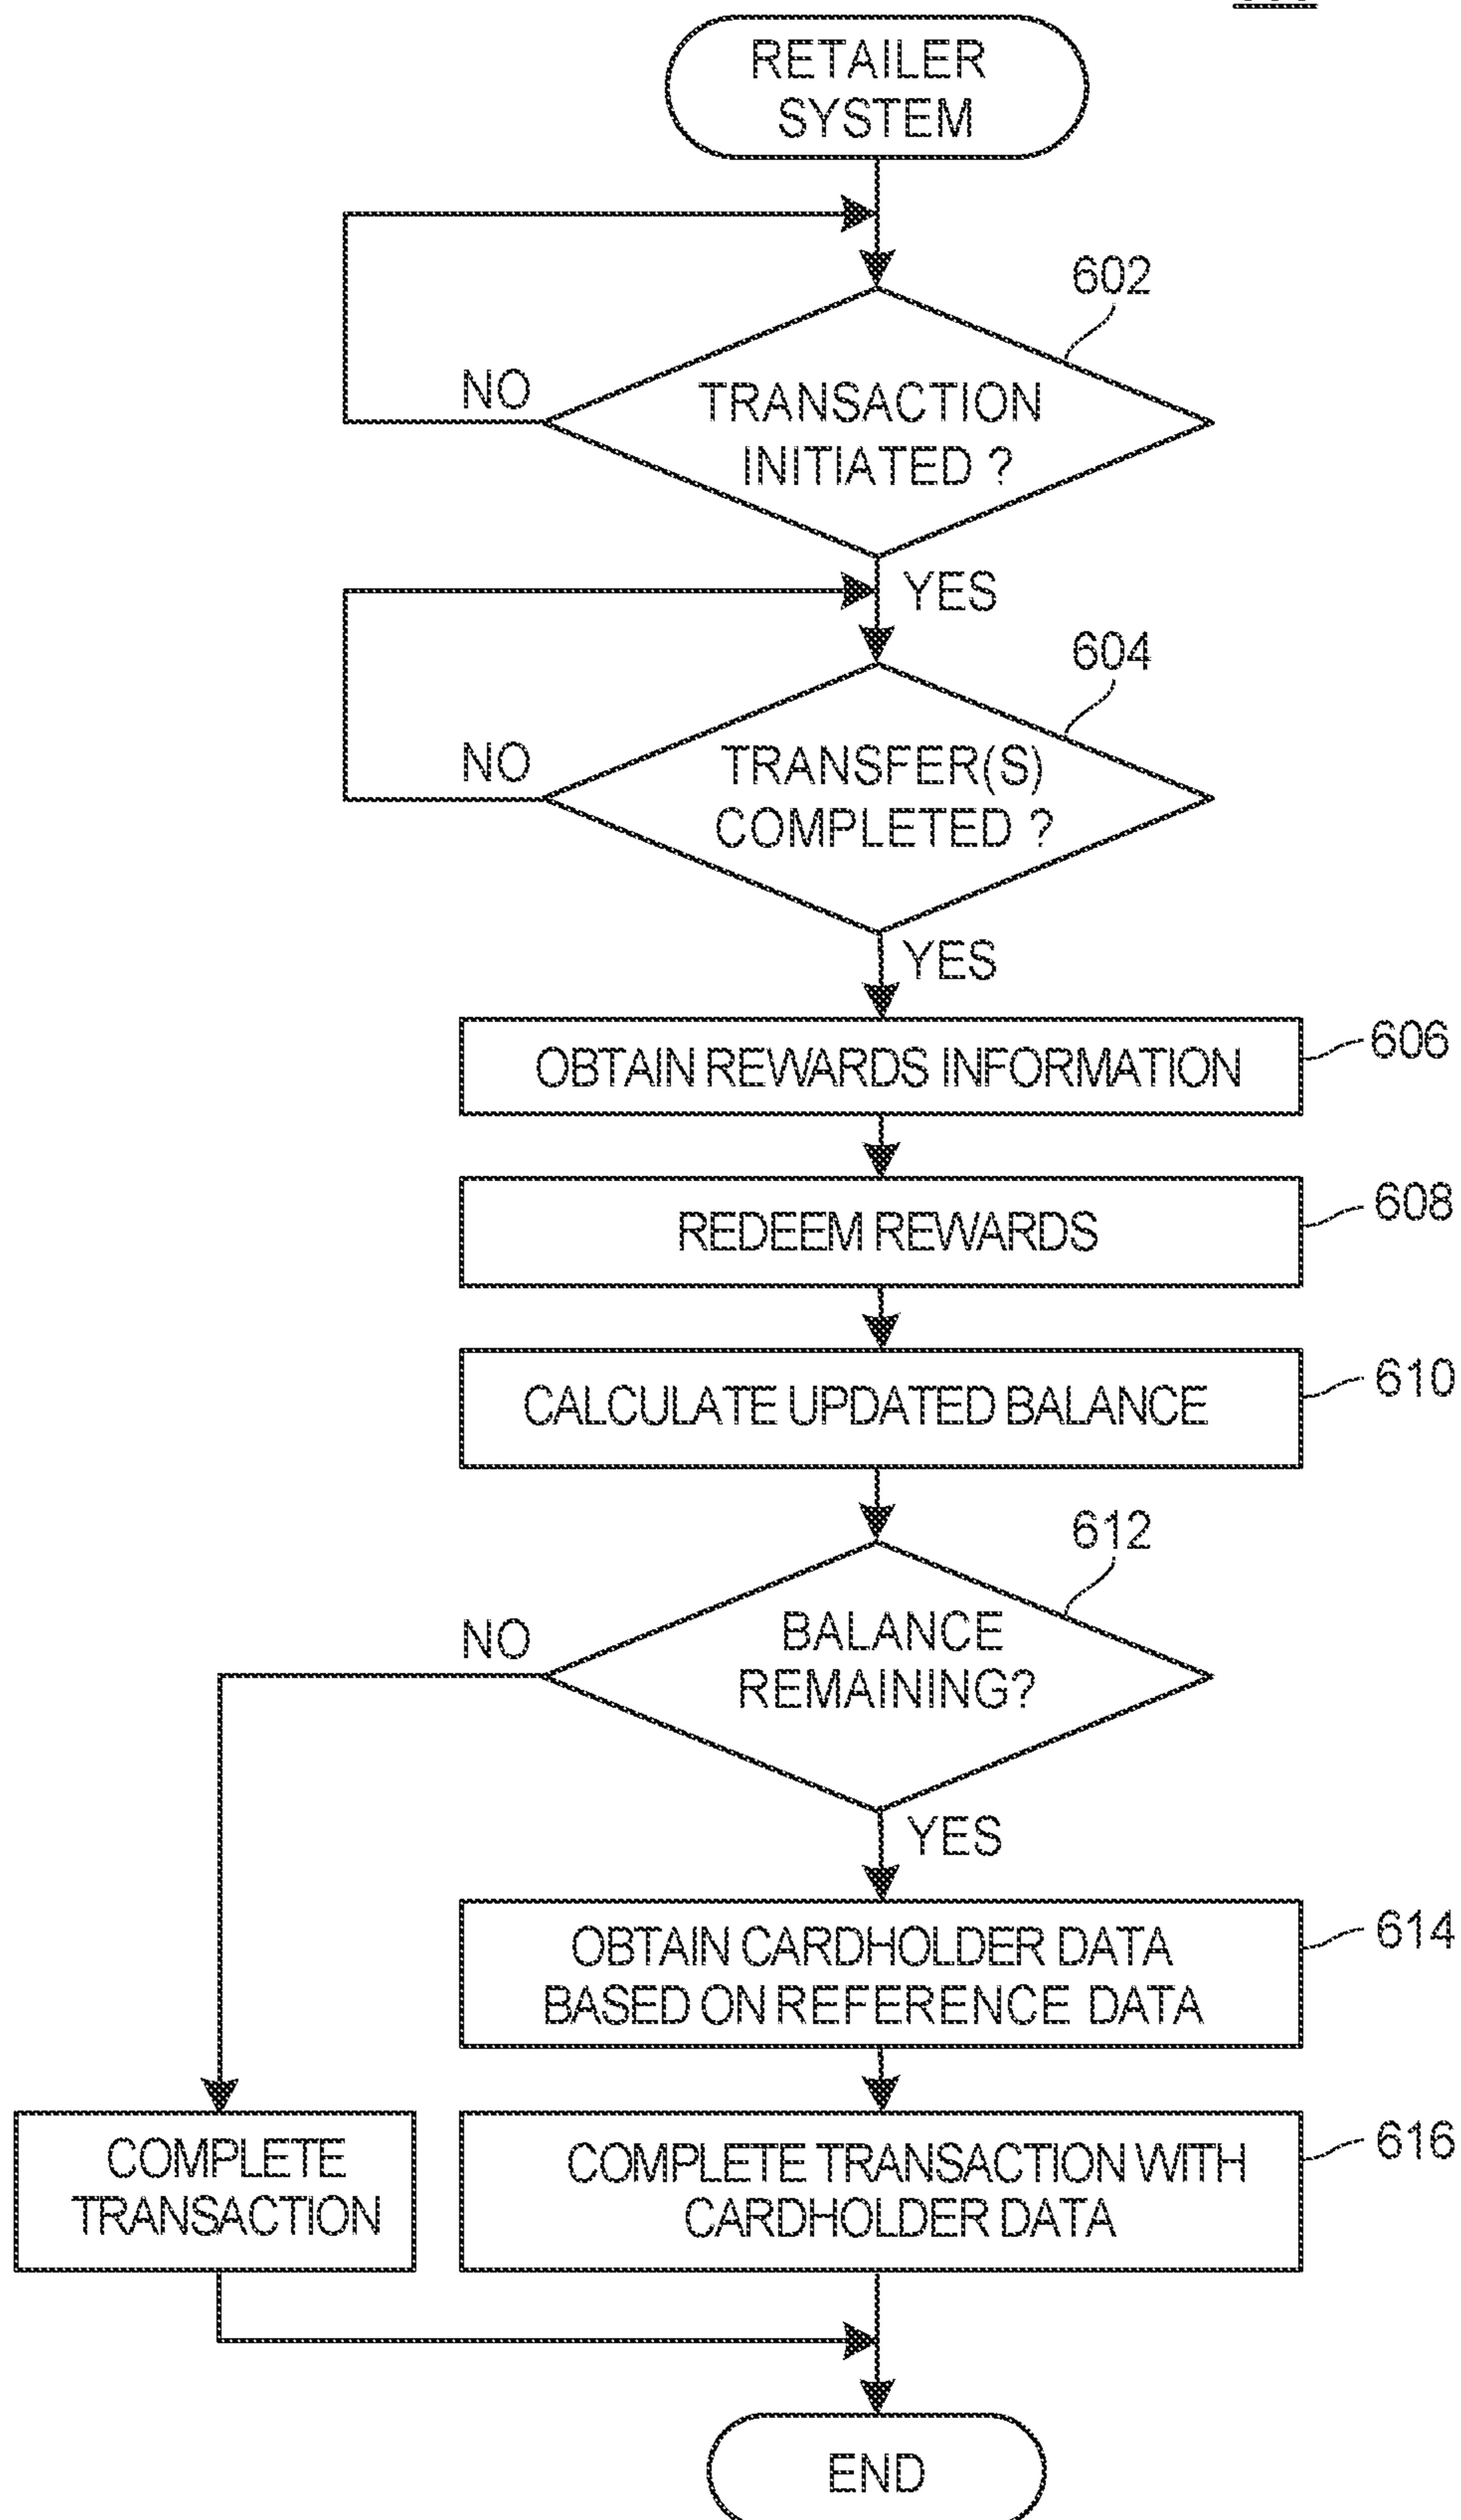 RETAILER
SYSTEM
602
NO
TRANSACTION
INITIATED ?
YES
604
NO
TRANSFER(S)
COMPLETED ?
YES
OBTAIN REWARDS INFORMATION
606
REDEEM REWARDS
608
CALCULATE UPDATED BALANCE
610
612
NO
BALANCE
REMAINING?
YES
OBTAIN CARDHOLDER DATA
BASED ON REFERENCE DATA
614
COMPLETE
TRANSACTION
COMPLETE TRANSACTION WITH
CARDHOLDER DATA
616
END